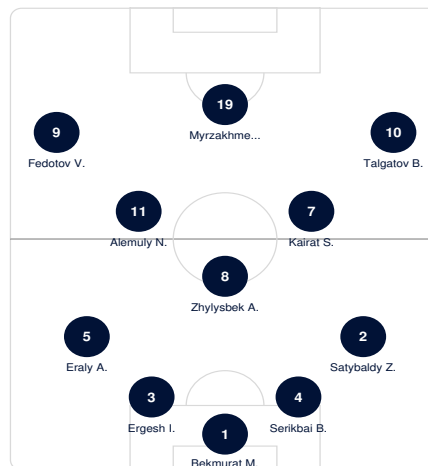 19
9
10
Myrzakhme...
Fedotov V.
Talgatov B.
11
7
Alemuly N.
Kairat S.
8
Zhylysbek A.
5
2
Eraly A.
Satybaldy Z.
3
4
Ergesh I.
Serikbai B.
1
Bekmurat M.